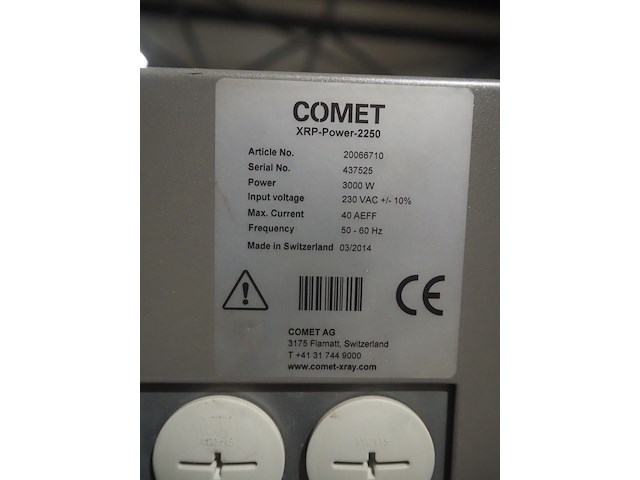 COMET
XRP-Power-2250
Article No. 20066710
Serial No. 437525
Power 3000 W
Input voltage 230 VAC +/- 10%
Max. Current 40 AEFF
Frequency 50 - 60 Hz
Made in Switzerland 03/2014
CE
COMET AG
3175 Flamatt, Switzerland
T +41 31 744 9000
www.comet-xray.com